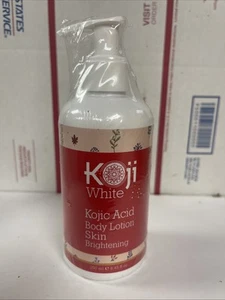 STATES
SERVICE.
VISIT
Koji
White
Kojic Acid
Body Lotion
Skin
Brightening